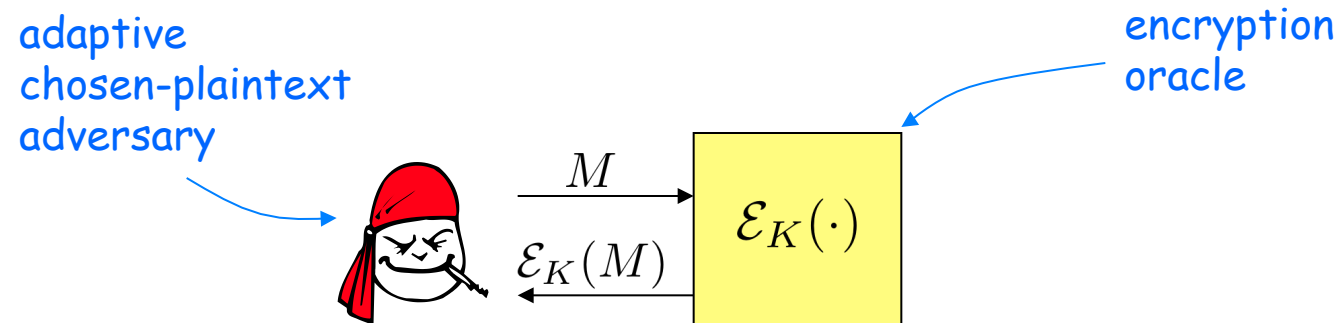 adaptive
chosen-plaintext
adversary
encryption
oracle
M
ℰ_K(·)
ℰ_K(M)